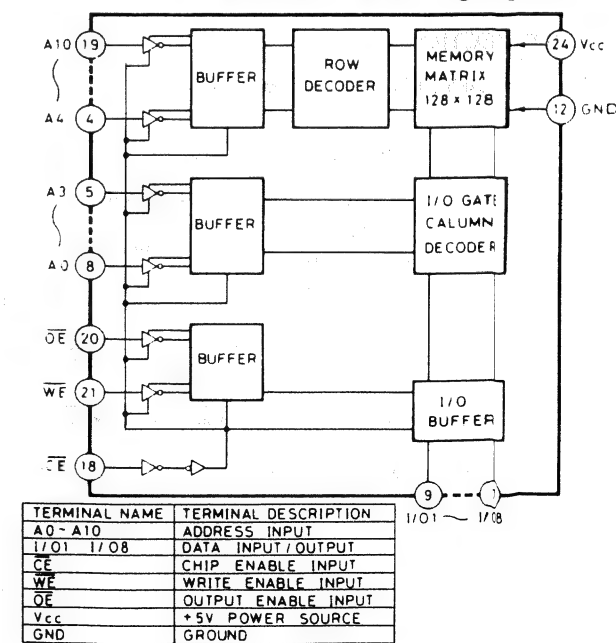 A10 19
BUFFER
ROW
DECODER
MEMORY
MATRIX
128 × 128
24 Vcc
A4 4
12 GND
A3 5
BUFFER
I/O GATE
CALUMN
DECODER
A0 8
OE 20
BUFFER
WE 21
I/O
BUFFER
CE 18
9
I/O1 ~ I/O8
TERMINAL NAME TERMINAL DESCRIPTION
A0~A10 ADDRESS INPUT
I/O1 I/O8 DATA INPUT/OUTPUT
CE CHIP ENABLE INPUT
WE WRITE ENABLE INPUT
OE OUTPUT ENABLE INPUT
Vcc +5V POWER SOURCE
GND GROUND